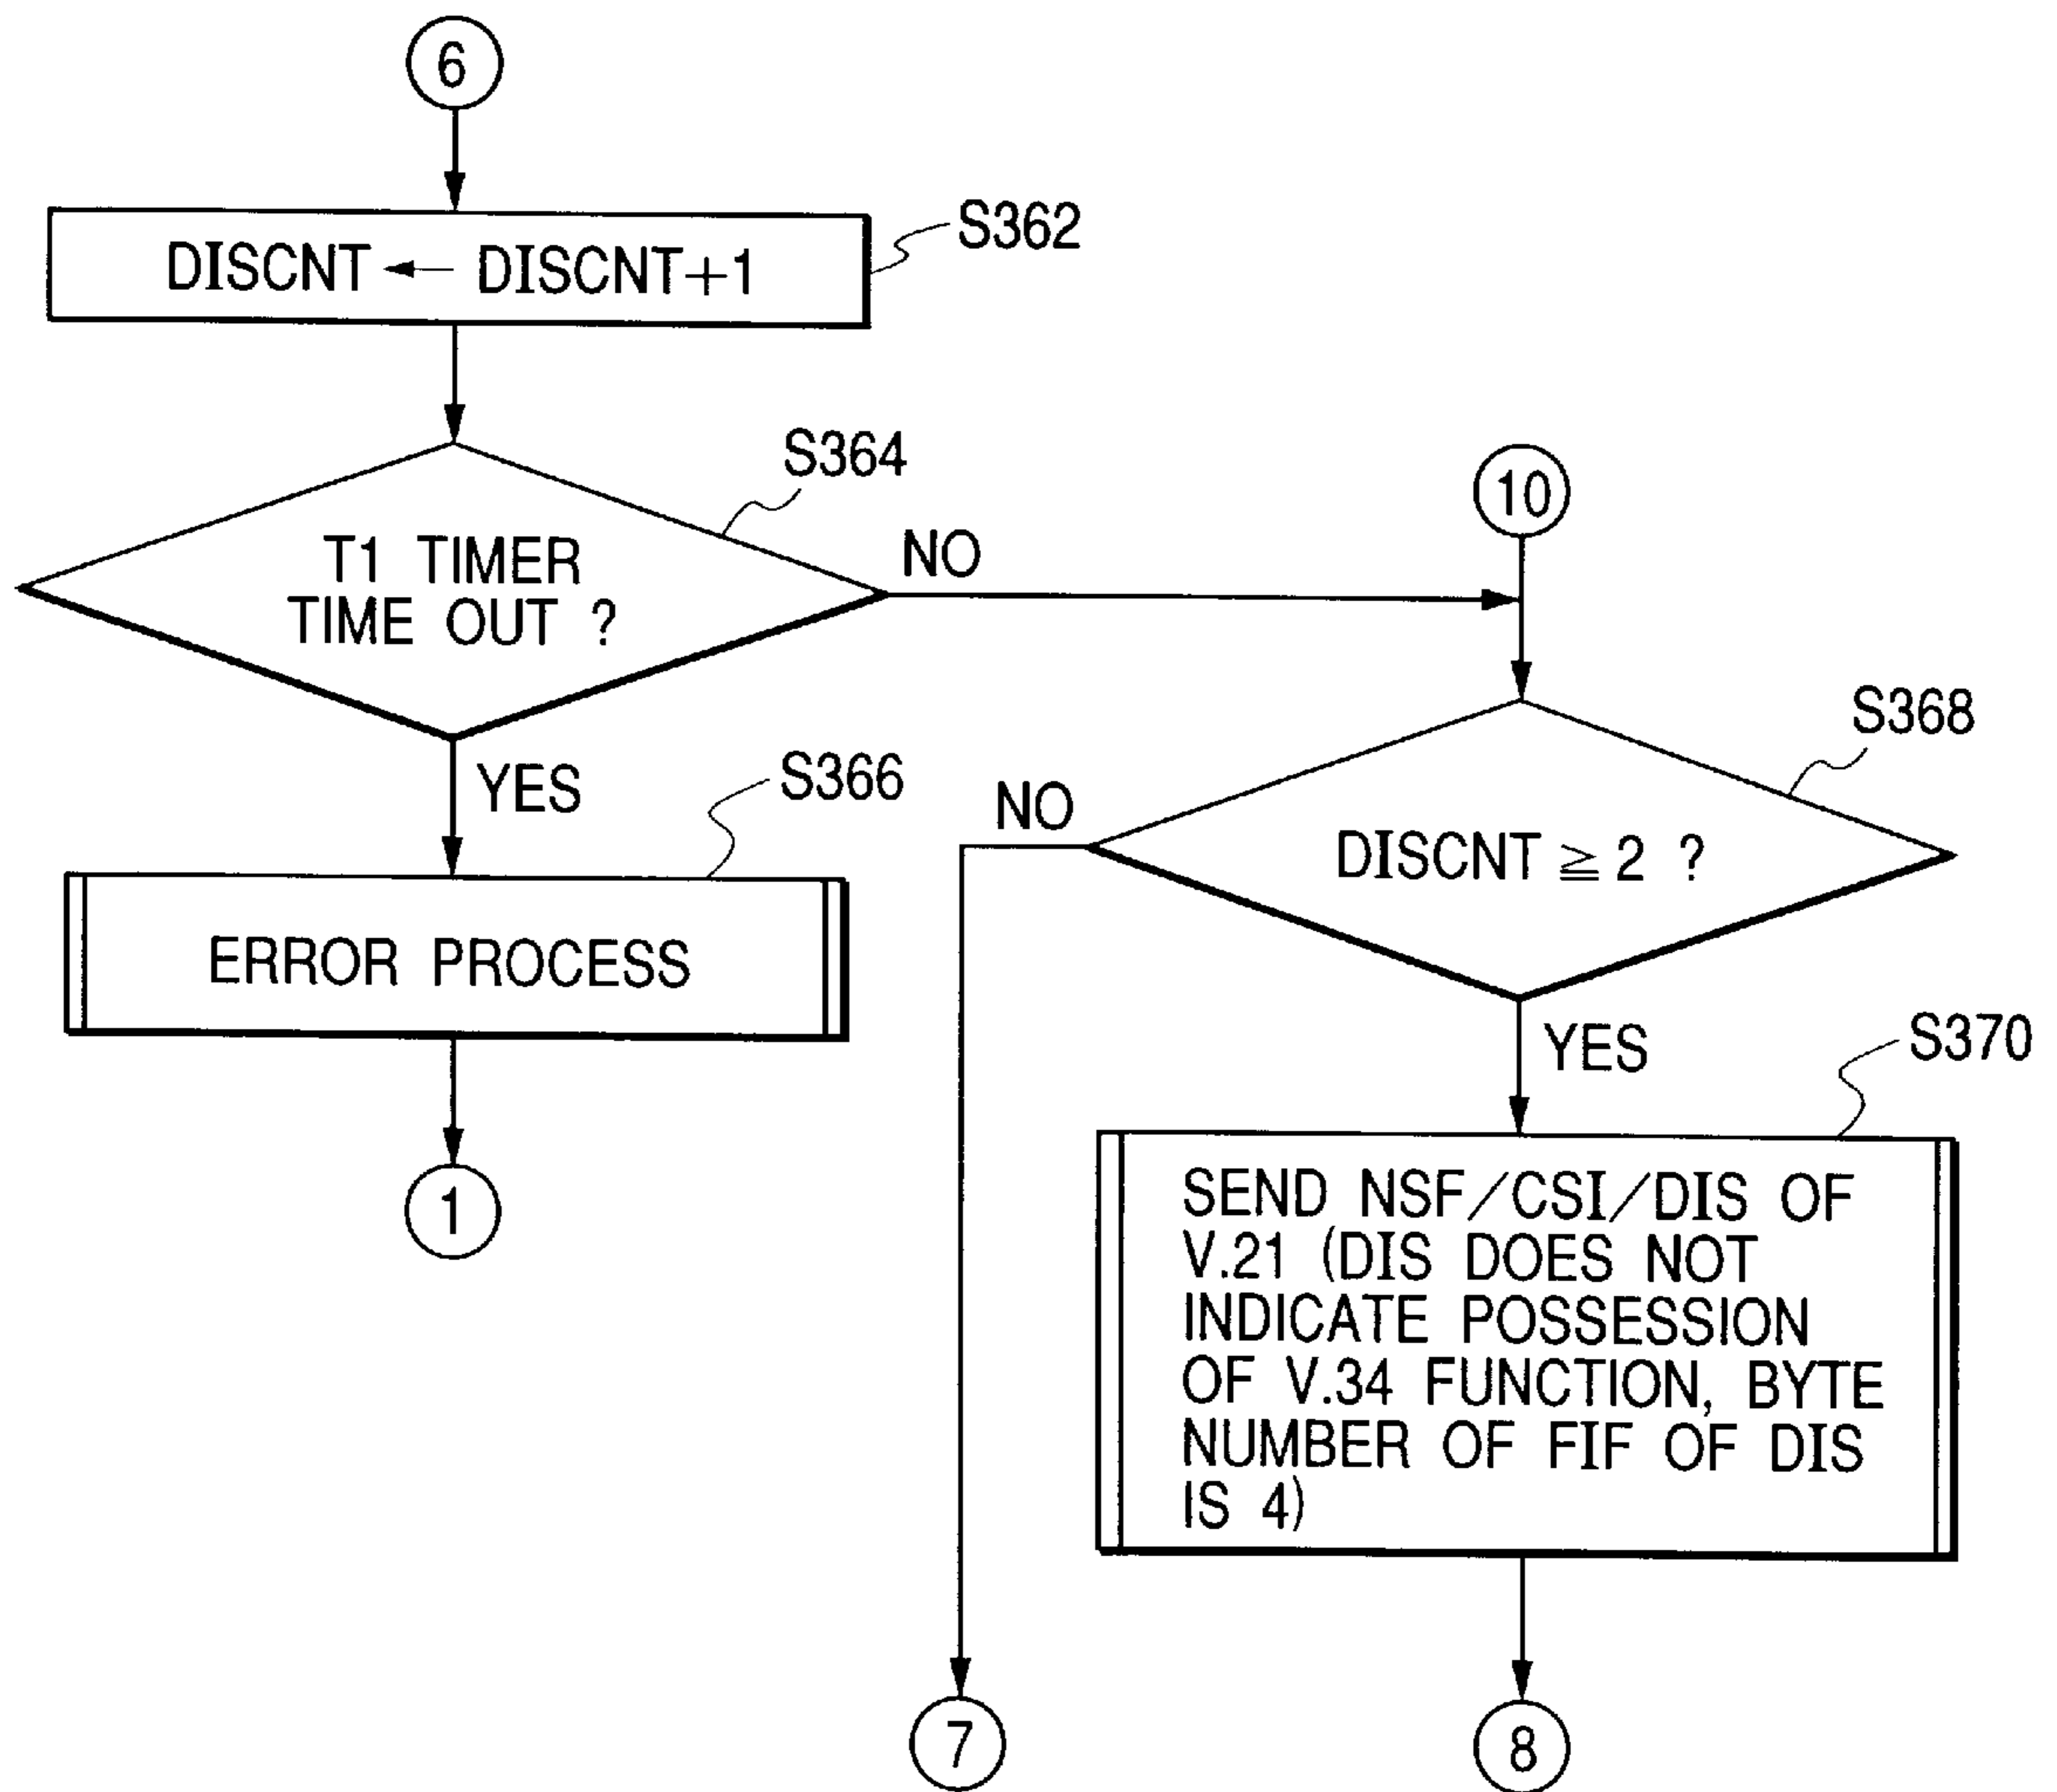 6
DISCNT ← DISCNT+1
S362
T1 TIMER
TIME OUT ?
S364
NO
YES
ERROR PROCESS
S366
1
10
DISCNT ≧ 2 ?
S368
NO
YES
SEND NSF/CSI/DIS OF
V.21 (DIS DOES NOT
INDICATE POSSESSION
OF V.34 FUNCTION, BYTE
NUMBER OF FIF OF DIS
IS 4)
S370
7
8